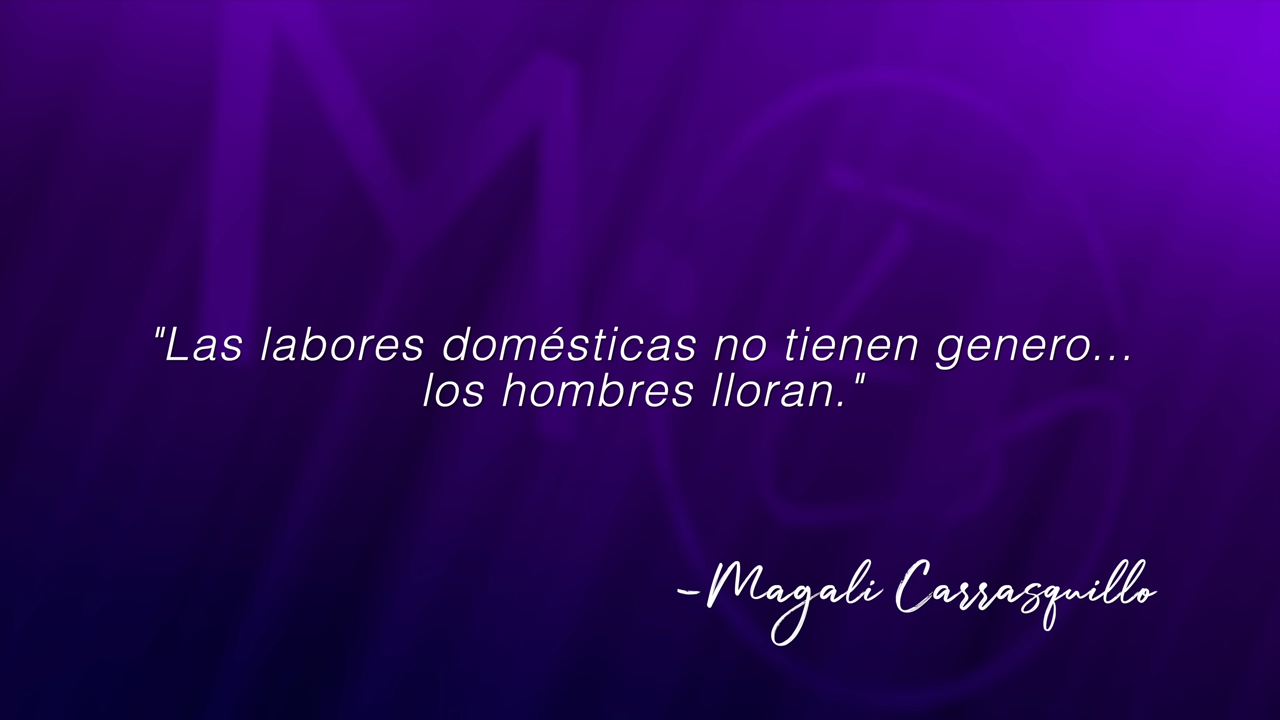 "Las labores domésticas no tienen genero...
los hombres lloran."
-Magali Carrasquillo